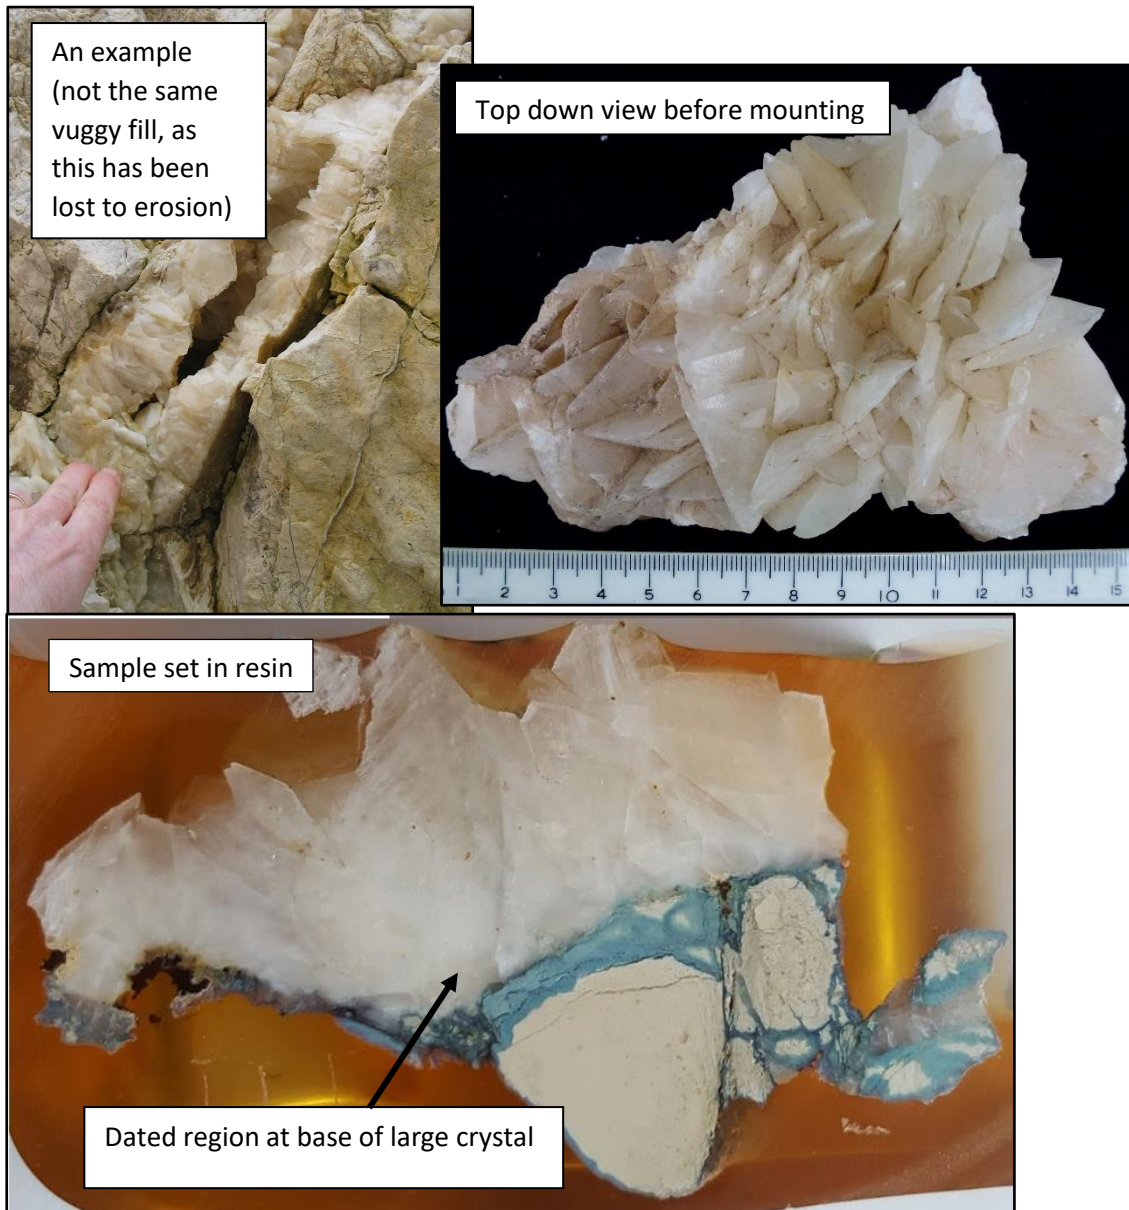 An example
(not the same
vuggy fill, as
this has been
lost to erosion)
Top down view before mounting
1 2 3 4 5 6 7 8 9 10 11 12 13 14 15
Sample set in resin
Dated region at base of large crystal